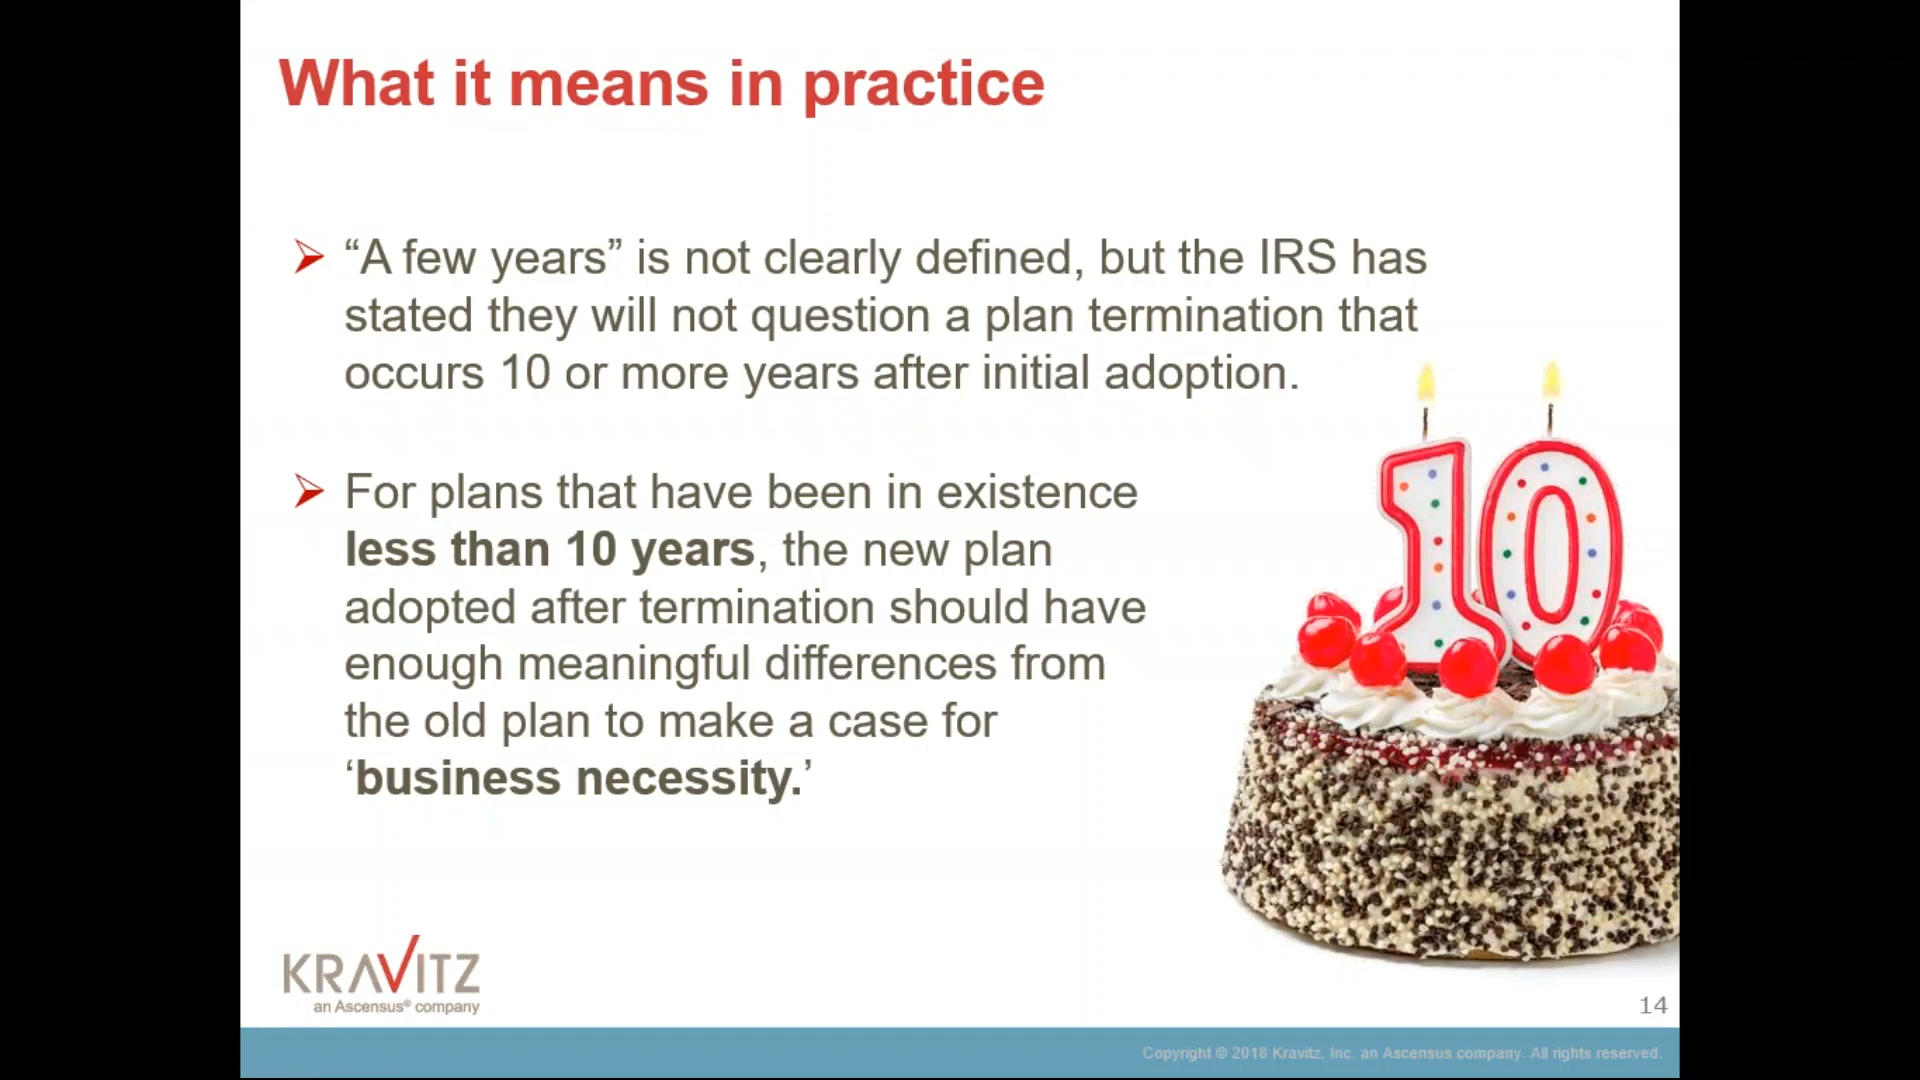 What it means in practice
“A few years” is not clearly defined, but the IRS has
stated they will not question a plan termination that
occurs 10 or more years after initial adoption.
For plans that have been in existence
less than 10 years, the new plan
adopted after termination should have
enough meaningful differences from
the old plan to make a case for
‘business necessity.’
10
KRAVITZ
an Ascensus® company
14
Copyright © 2018 Kravitz, Inc. an Ascensus company. All rights reserved.